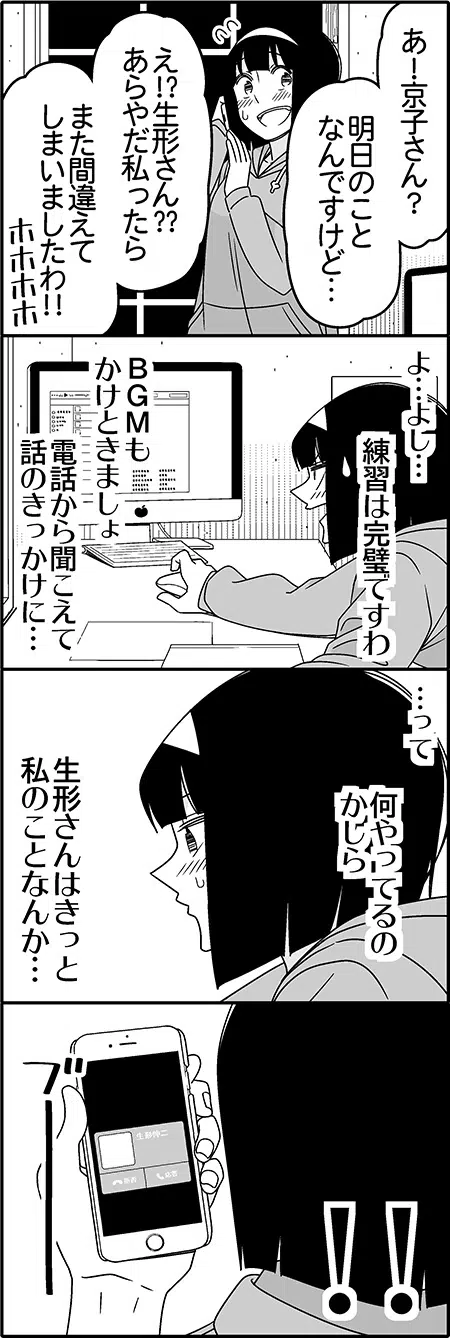 あ！京子さん？
明日のこと
なんですけど…
え!?生形さん??
あらやだ私ったら
また間違えて
しまいましたわ!!
ホホホホ
よ…よし…
練習は完璧ですわ
BGMも
かけときましょ
電話から聞こえて
話のきっかけに…
…って
何やってるの
かしら
生形さんはきっと
私のことなんか…
!!
ブーー
拒否
応答